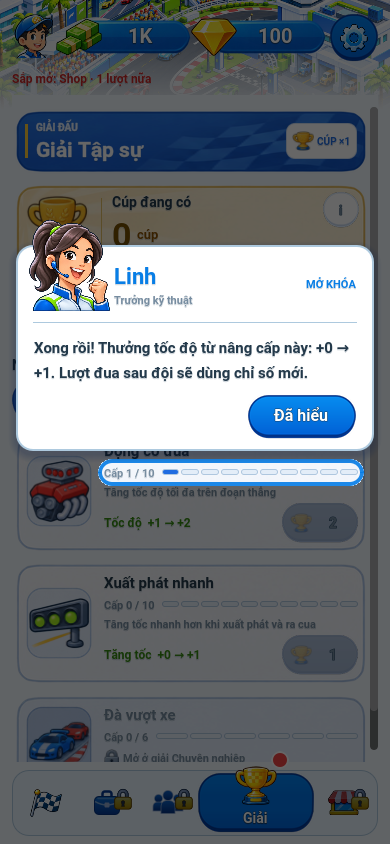 1K
100
Sắp mở: Shop · 1 lượt nữa
GIẢI ĐẤU
Giải Tập sự
CÚP ×1
Cúp đang có
0 cúp
Linh
Trưởng kỹ thuật
MỞ KHÓA
Xong rồi! Thưởng tốc độ từ nâng cấp này: +0 →
+1. Lượt đua sau đội sẽ dùng chỉ số mới.
Đã hiểu
Động cơ đua
Cấp 1 / 10
Tăng tốc độ tối đa trên đoạn thẳng
Tốc độ +1 → +2
2
Xuất phát nhanh
Cấp 0 / 10
Tăng tốc nhanh hơn khi xuất phát và ra cua
Tăng tốc +0 → +1
1
Đà vượt xe
Cấp 0 / 6
Mở ở giải Chuyên nghiệp
Giải